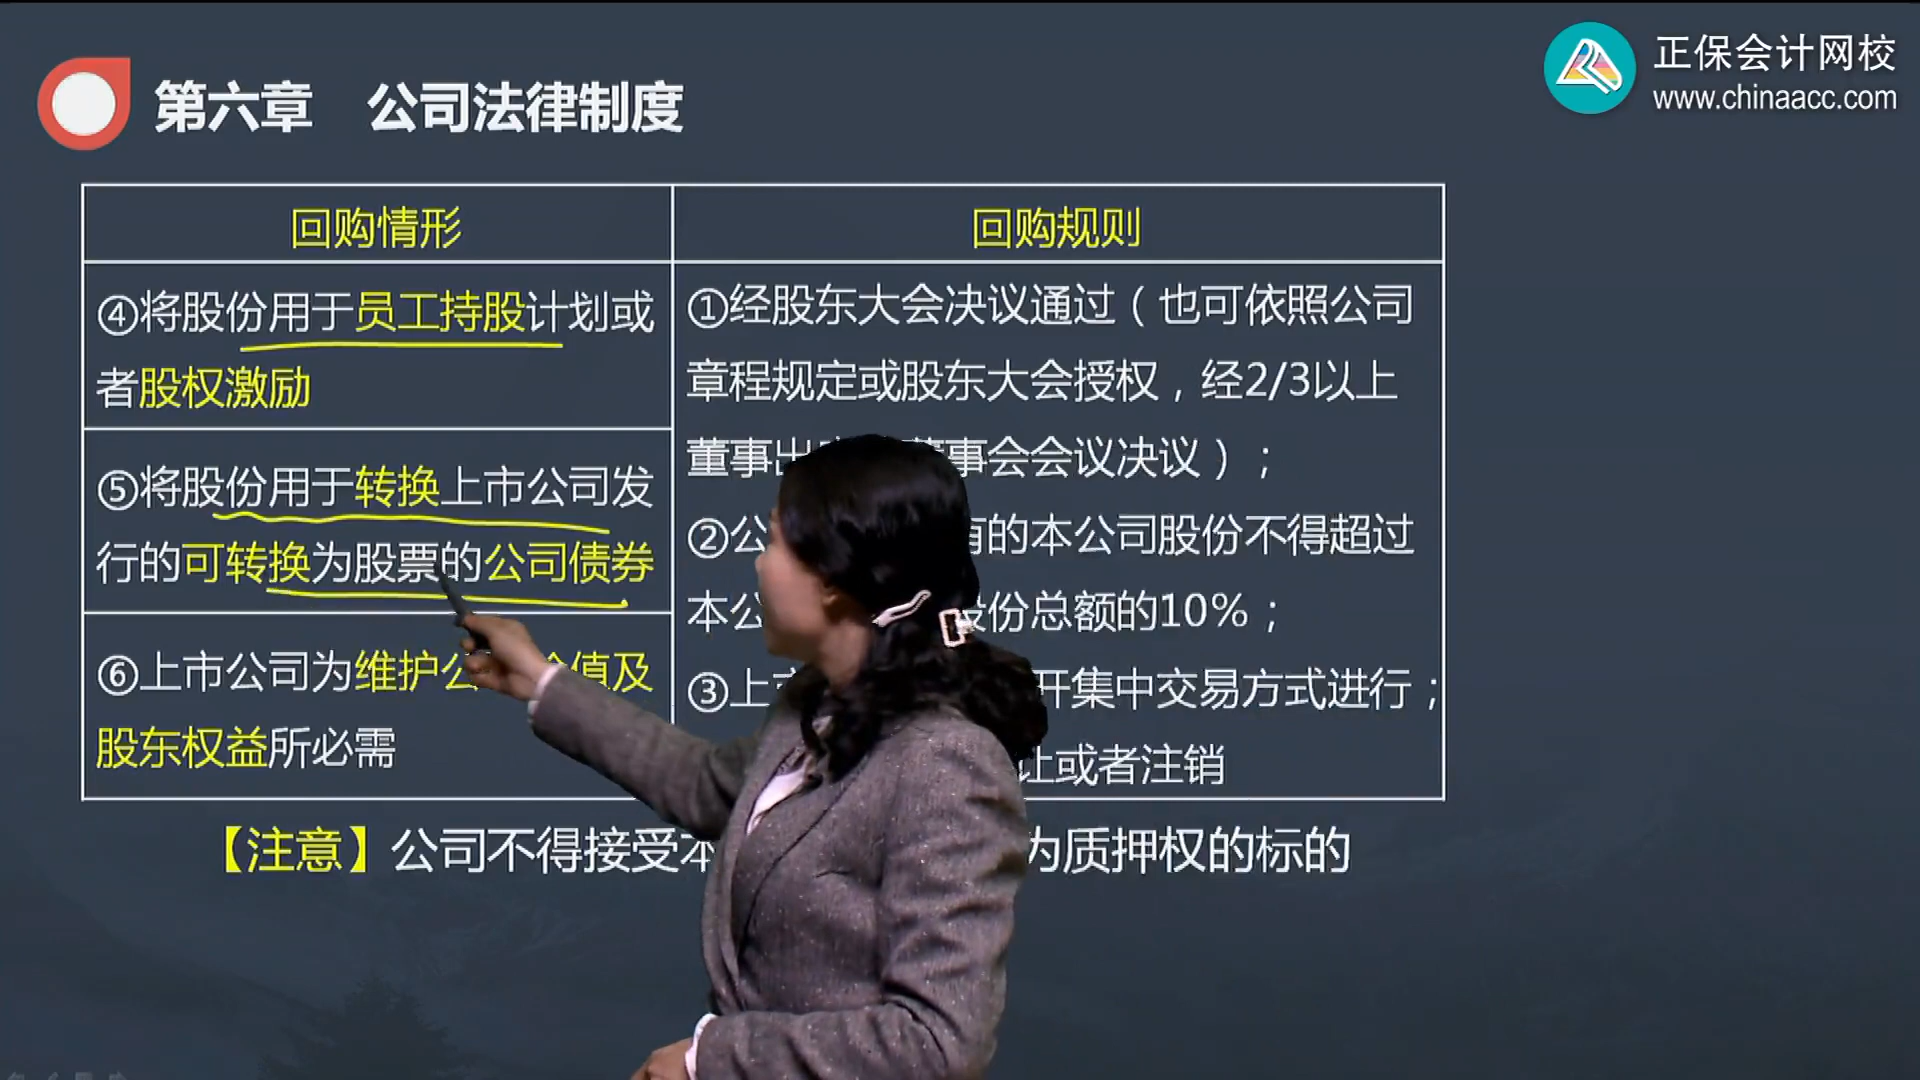 正保会计网校
www.chinaacc.com
第六章 公司法律制度
回购情形
回购规则
④将股份用于员工持股计划或
者股权激励
⑤将股份用于转换上市公司发
行的可转换为股票的公司债券
⑥上市公司为维护公 值及
股东权益所必需
①经股东大会决议通过（也可依照公司
章程规定或股东大会授权，经2/3以上
董事出 事会会议决议）；
②公 有的本公司股份不得超过
本公 股份总额的10%；
③上 开集中交易方式进行；
让或者注销
【注意】公司不得接受本 为质押权的标的